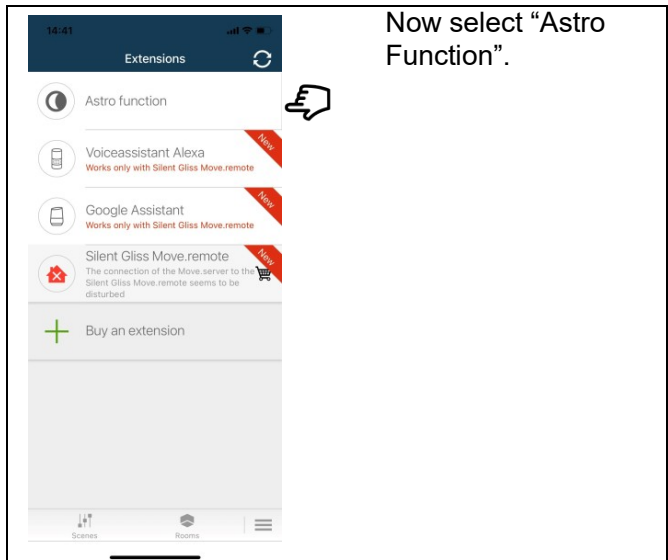 14:41
Extensions
Astro function
New
Voiceassistant Alexa
Works only with Silent Gliss Move.remote
New
Google Assistant
Works only with Silent Gliss Move.remote
New
Silent Gliss Move.remote
The connection of the Move.server to the
Silent Gliss Move.remote seems to be
disturbed
Buy an extension
Scenes
Rooms
Now select “Astro
Function”.